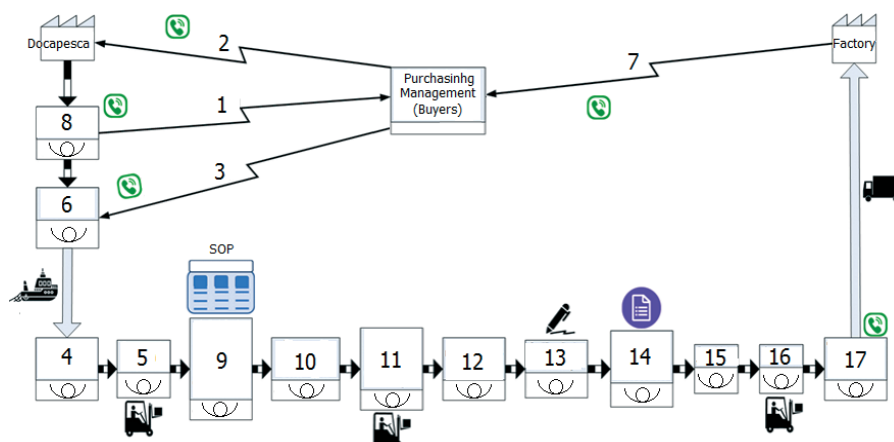 Docapesca
2
7
Factory
Purchasinhg
Management
(Buyers)
8
1
6
3
SOP
4
5
9
10
11
12
13
14
15
16
17